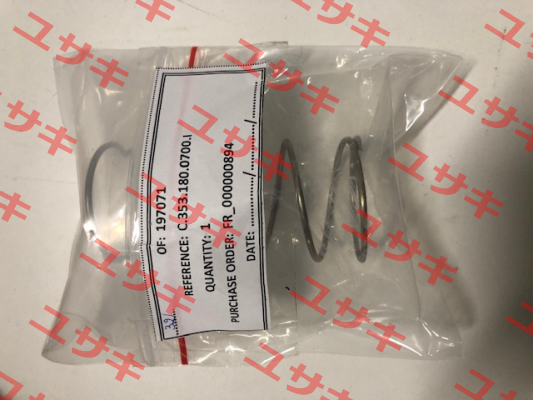 OF: 197071
REFERENCE: C.353.180.0700.I
QUANTITY: 1
PURCHASE ORDER: FR_000000894
DATE: ............../............../..............
ユサキ